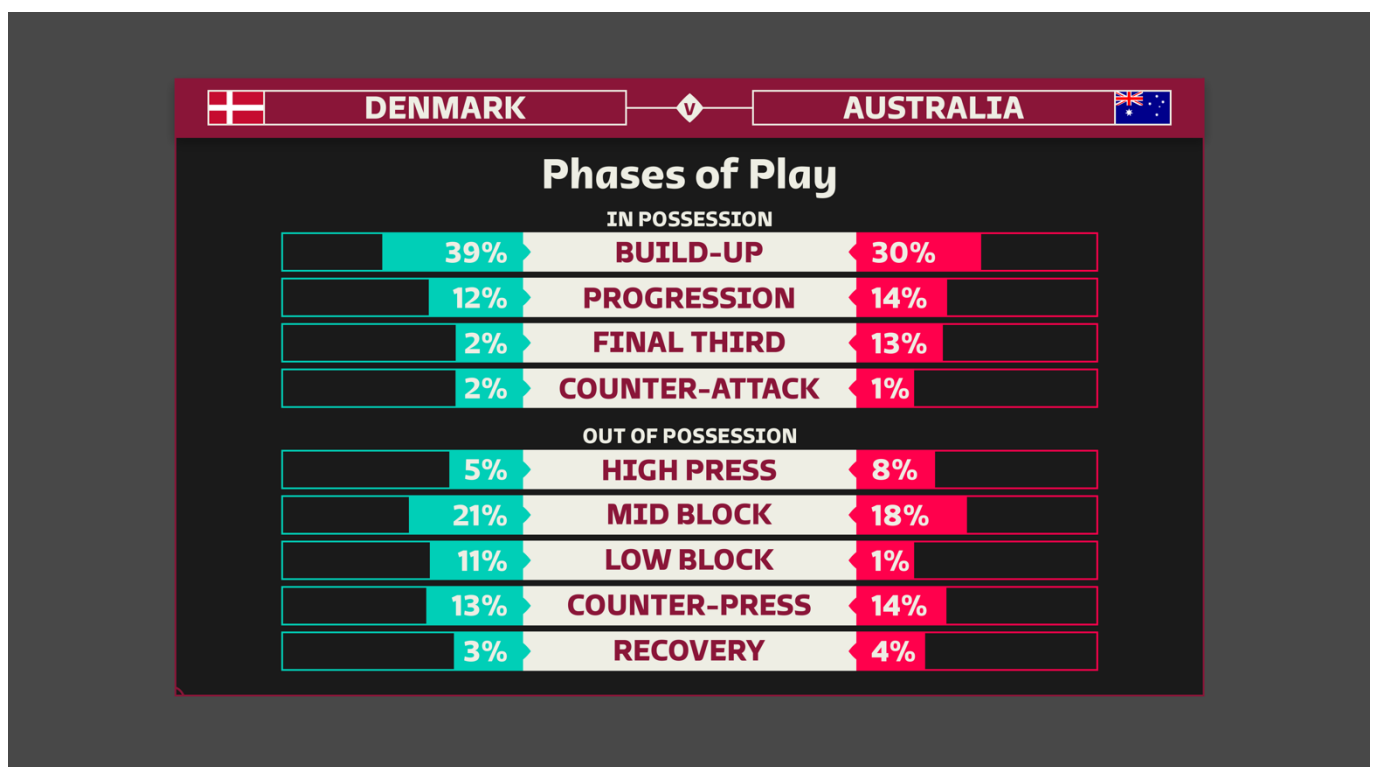 DENMARK V AUSTRALIA
Phases of Play
IN POSSESSION
39% BUILD-UP 30%
12% PROGRESSION 14%
2% FINAL THIRD 13%
2% COUNTER-ATTACK 1%
OUT OF POSSESSION
5% HIGH PRESS 8%
21% MID BLOCK 18%
11% LOW BLOCK 1%
13% COUNTER-PRESS 14%
3% RECOVERY 4%